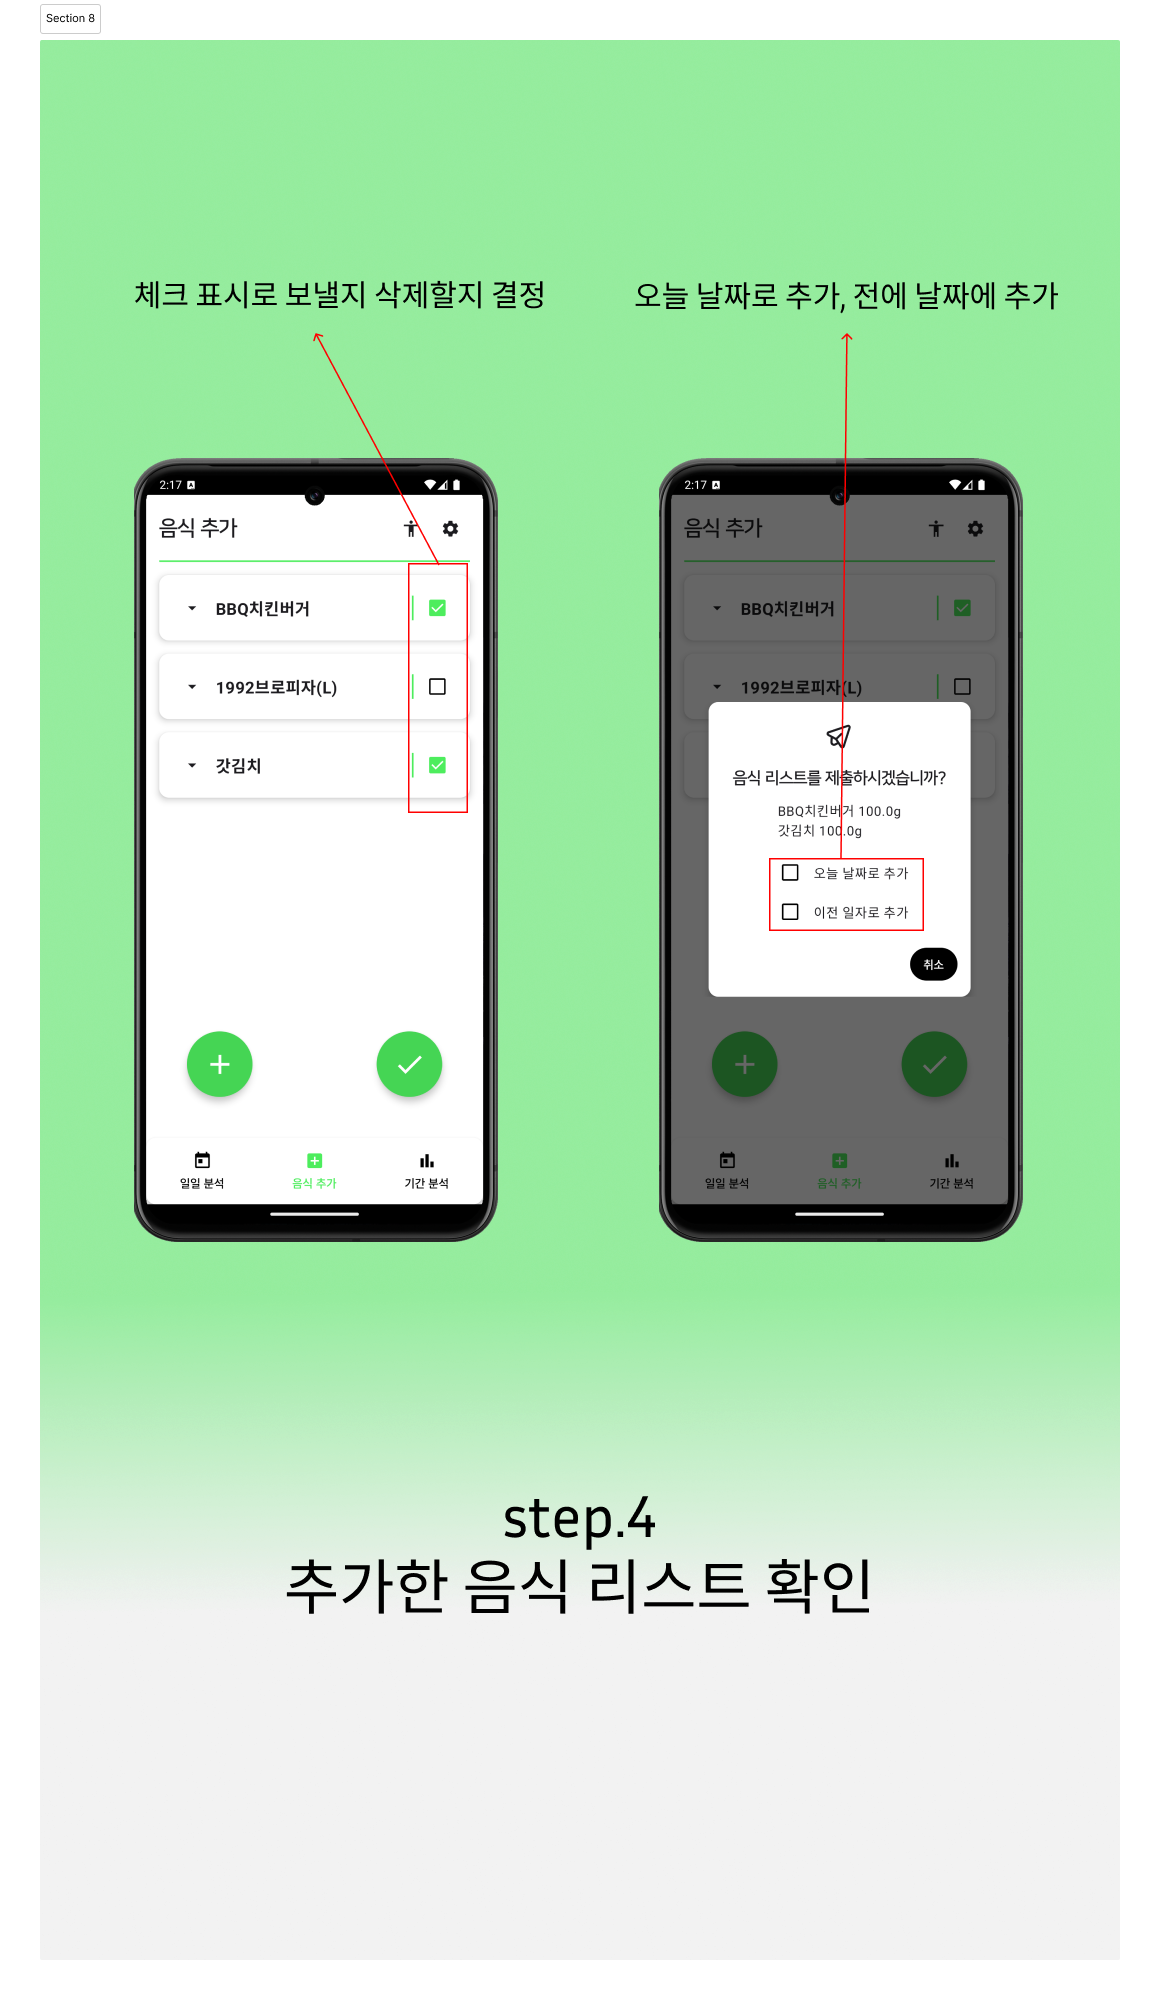 Section 8
체크 표시로 보낼지 삭제할지 결정
오늘 날짜로 추가, 전에 날짜에 추가
2:17
음식 추가
BBQ치킨버거
1992브로피자(L)
갓김치
일일 분석
음식 추가
기간 분석
2:17
음식 추가
BBQ치킨버거
1992브로피자(L)
음식 리스트를 제출하시겠습니까?
BBQ치킨버거 100.0g
갓김치 100.0g
오늘 날짜로 추가
이전 일자로 추가
취소
일일 분석
음식 추가
기간 분석
step.4
추가한 음식 리스트 확인